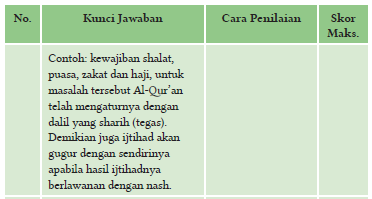 No. Kunci Jawaban Cara Penilaian Skor
Maks.
Contoh: kewajiban shalat,
puasa, zakat dan haji, untuk
masalah tersebut Al-Qur'an
telah mengaturnya dengan
dalil yang sharih (tegas).
Demikian juga ijtihad akan
gugur dengan sendirinya
apabila hasil ijtihadnya
berlawanan dengan nash.